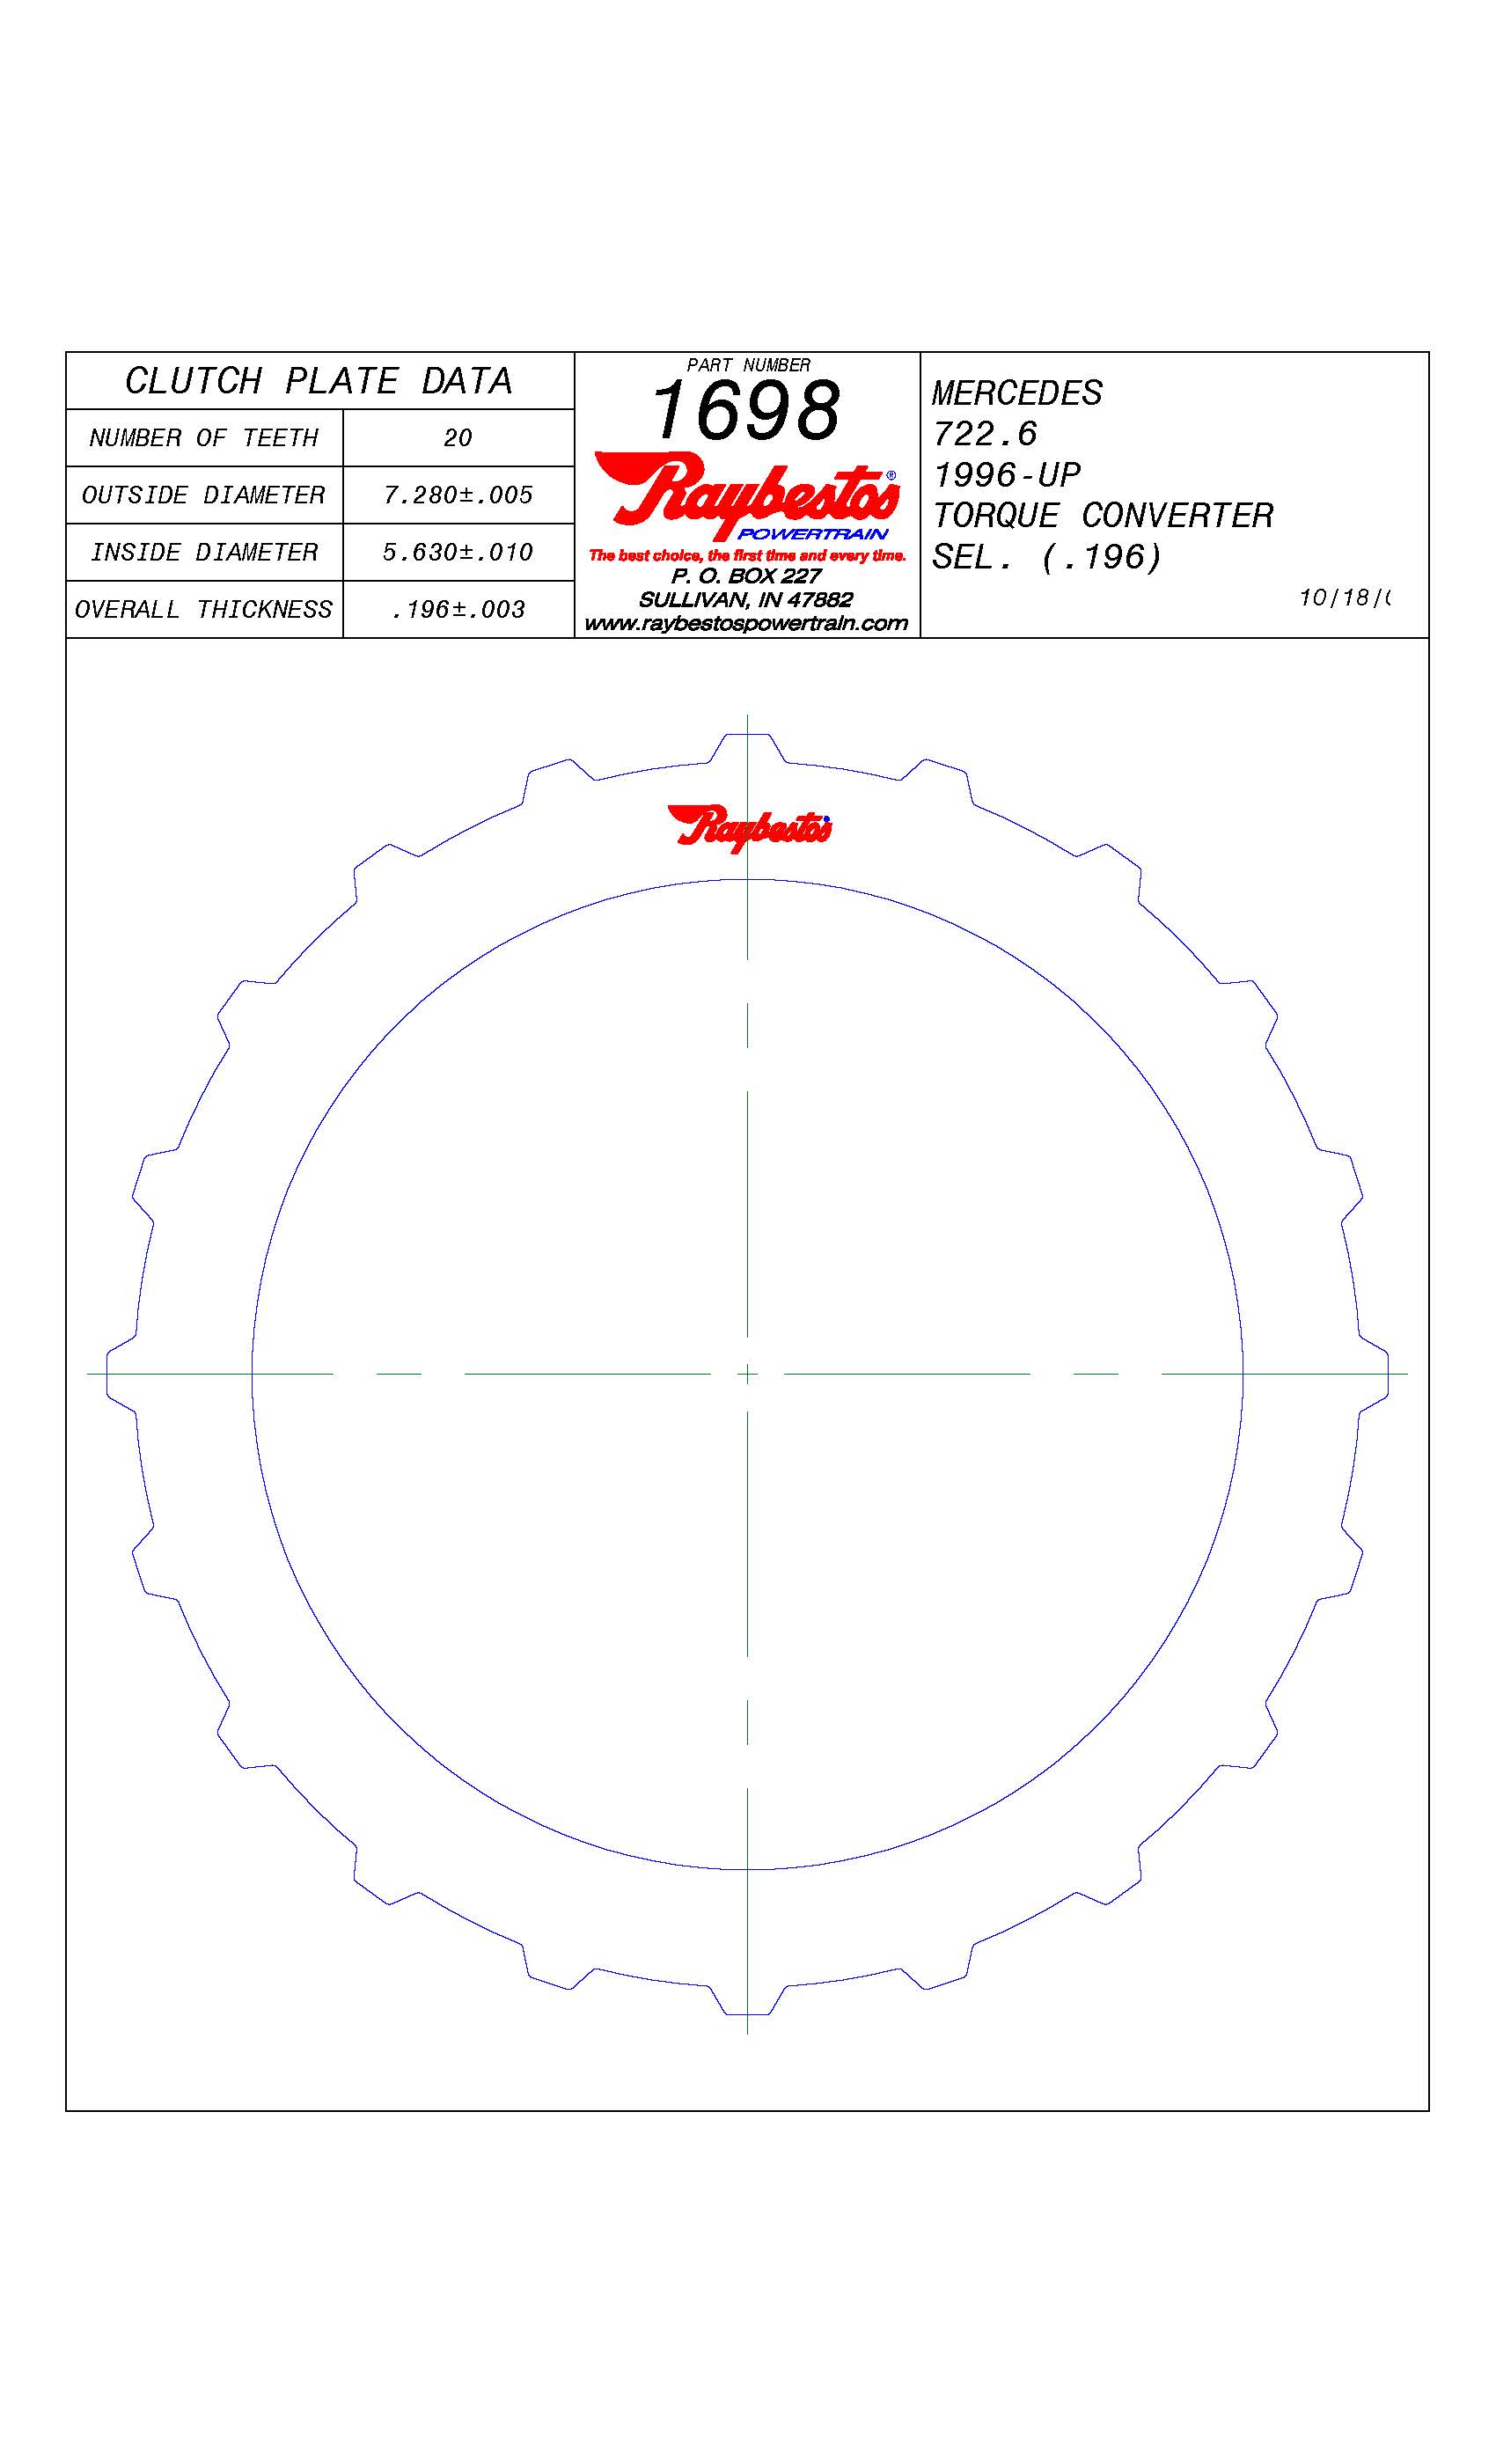 CLUTCH PLATE DATA
NUMBER OF TEETH 20
OUTSIDE DIAMETER 7.280±.005
INSIDE DIAMETER 5.630±.010
OVERALL THICKNESS .196±.003
PART NUMBER
1698
Raybestos®
POWERTRAIN
The best choice, the first time and every time.
P. O. BOX 227
SULLIVAN, IN 47882
www.raybestospowertrain.com
MERCEDES
722.6
1996-UP
TORQUE CONVERTER
SEL. (.196)
10/18/
Raybestos